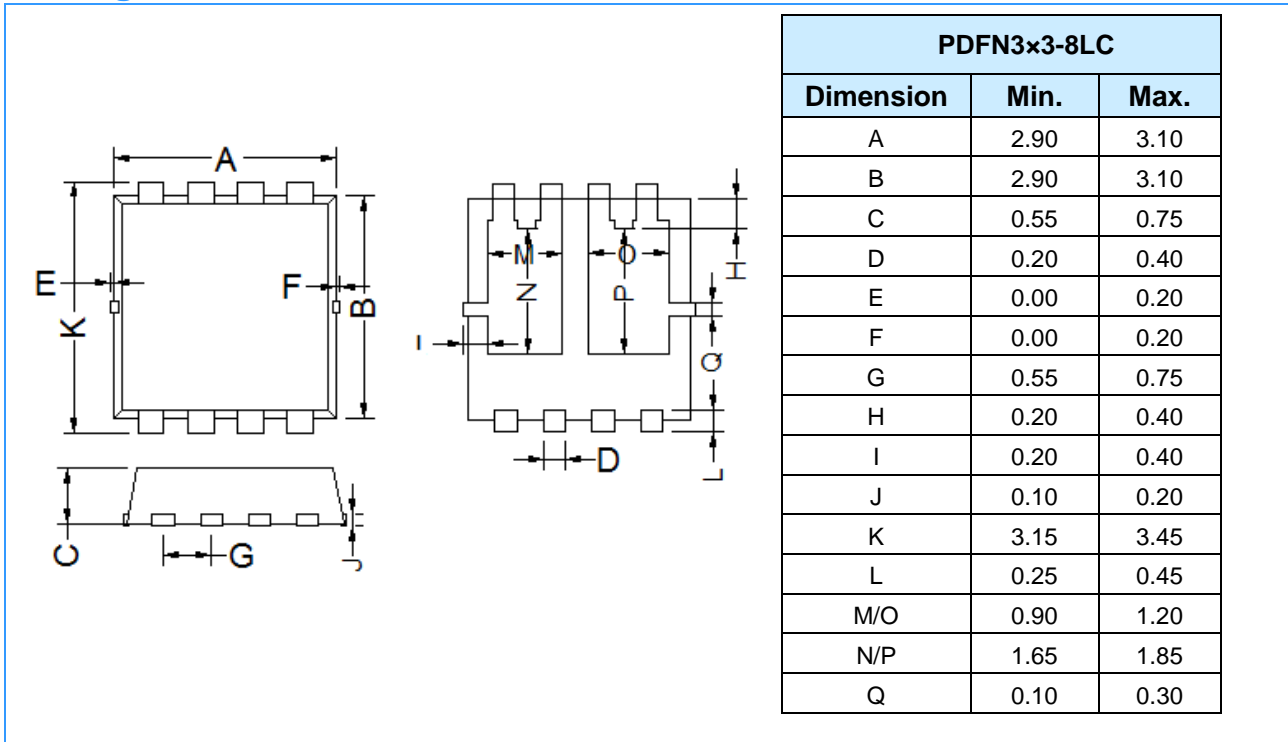 A
E
F
K
B
C
G
J
M
O
N
P
H
I
Q
D
L
PDFN3×3-8LC
Dimension Min. Max.
A 2.90 3.10
B 2.90 3.10
C 0.55 0.75
D 0.20 0.40
E 0.00 0.20
F 0.00 0.20
G 0.55 0.75
H 0.20 0.40
I 0.20 0.40
J 0.10 0.20
K 3.15 3.45
L 0.25 0.45
M/O 0.90 1.20
N/P 1.65 1.85
Q 0.10 0.30